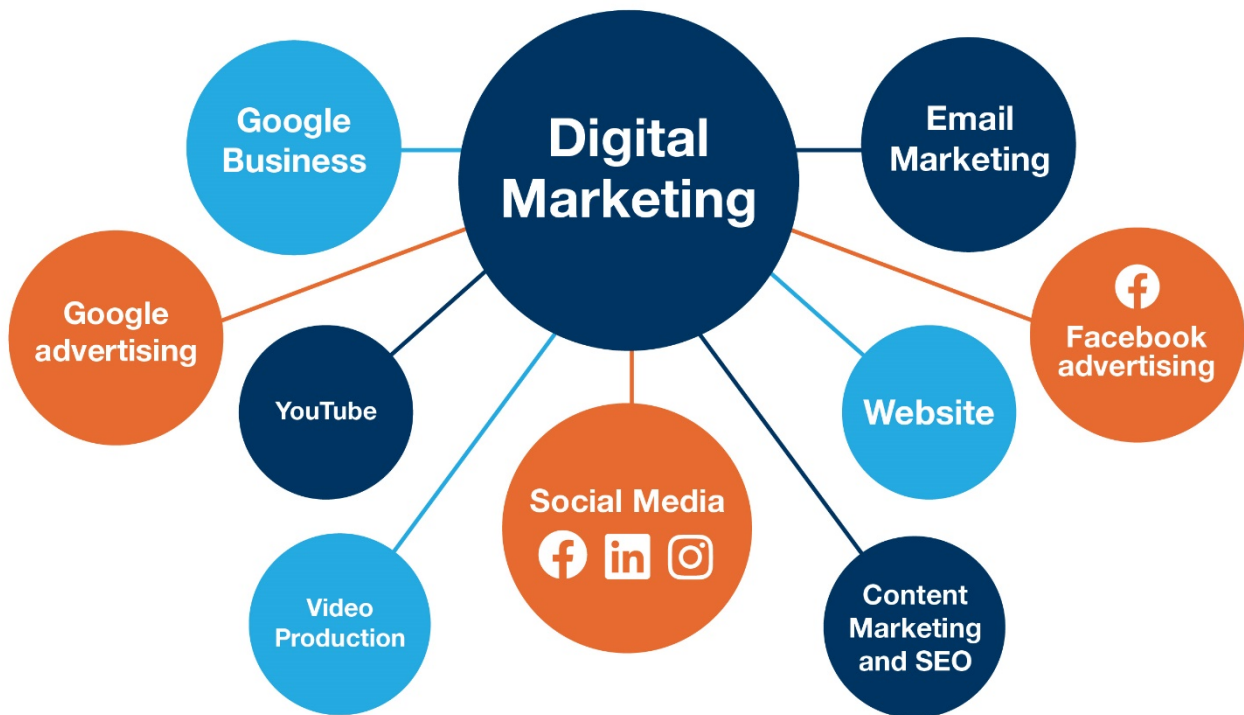 Digital
Marketing
Google
Business
Email
Marketing
Google
advertising
Facebook
advertising
YouTube
Website
Social Media
in
Video
Production
Content
Marketing
and SEO